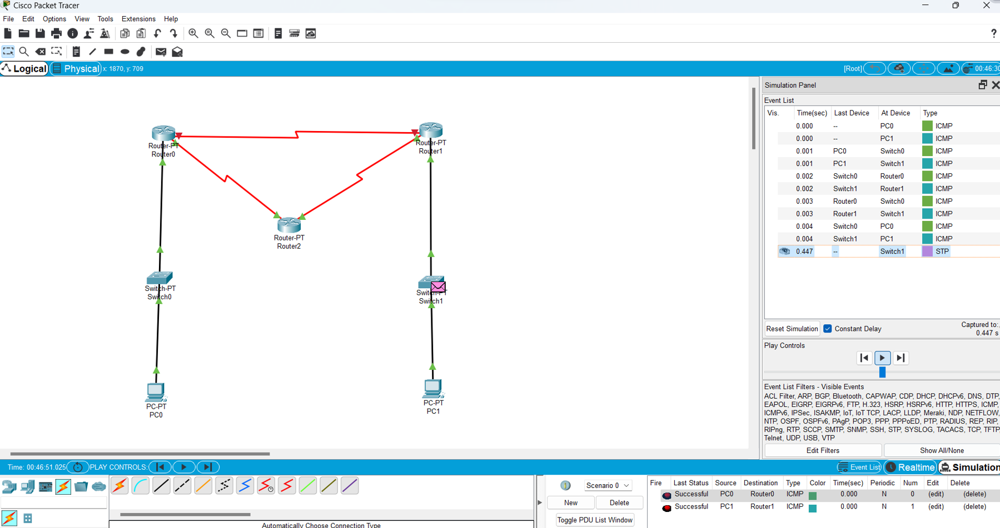 Cisco Packet Tracer
File Edit Options View Tools Extensions Help
Logical Physical x: 1870, y: 709 [Root] 00:46:30
Simulation Panel
Event List
Vis. Time(sec) Last Device At Device Type
0.000 -- PC0 ICMP
0.000 -- PC1 ICMP
0.001 PC0 Switch0 ICMP
0.001 PC1 Switch1 ICMP
0.002 Switch0 Router0 ICMP
0.002 Switch1 Router1 ICMP
0.003 Router0 Switch0 ICMP
0.003 Router1 Switch1 ICMP
0.004 Switch0 PC0 ICMP
0.004 Switch1 PC1 ICMP
0.447 -- Switch1 STP
Router-PT
Router0
Router-PT
Router1
Router-PT
Router2
Switch-PT
Switch0
Switch-PT
Switch1
PC-PT
PC0
PC-PT
PC1
Reset Simulation Constant Delay Captured to:
0.447 s
Play Controls
Event List Filters - Visible Events
ACL Filter, ARP, BGP, Bluetooth, CAPWAP, CDP, DHCP, DHCPv6, DNS, DTP,
EAPOL, EIGRP, EIGRPv6, FTP, H.323, HSRP, HSRPv6, HTTP, HTTPS, ICMP,
ICMPv6, IPSec, ISAKMP, IoT, IoT TCP, LACP, LLDP, Meraki, NDP, NETFLOW,
NTP, OSPF, OSPFv6, PAgP, POP3, PPP, PPPoED, PTP, RADIUS, REP, RIP,
RIPng, RTP, SCCP, SMTP, SNMP, SSH, STP, SYSLOG, TACACS, TCP, TFTP,
Telnet, UDP, USB, VTP
Edit Filters Show All/None
Time: 00:46:51.025 PLAY CONTROLS: Event List Realtime Simulation
Scenario 0
New Delete
Toggle PDU List Window
Fire Last Status Source Destination Type Color Time(sec) Periodic Num Edit Delete
Successful PC0 Router0 ICMP 0.000 N 0 (edit) (delete)
Successful PC1 Router1 ICMP 0.000 N 1 (edit) (delete)
Automatically Choose Connection Type